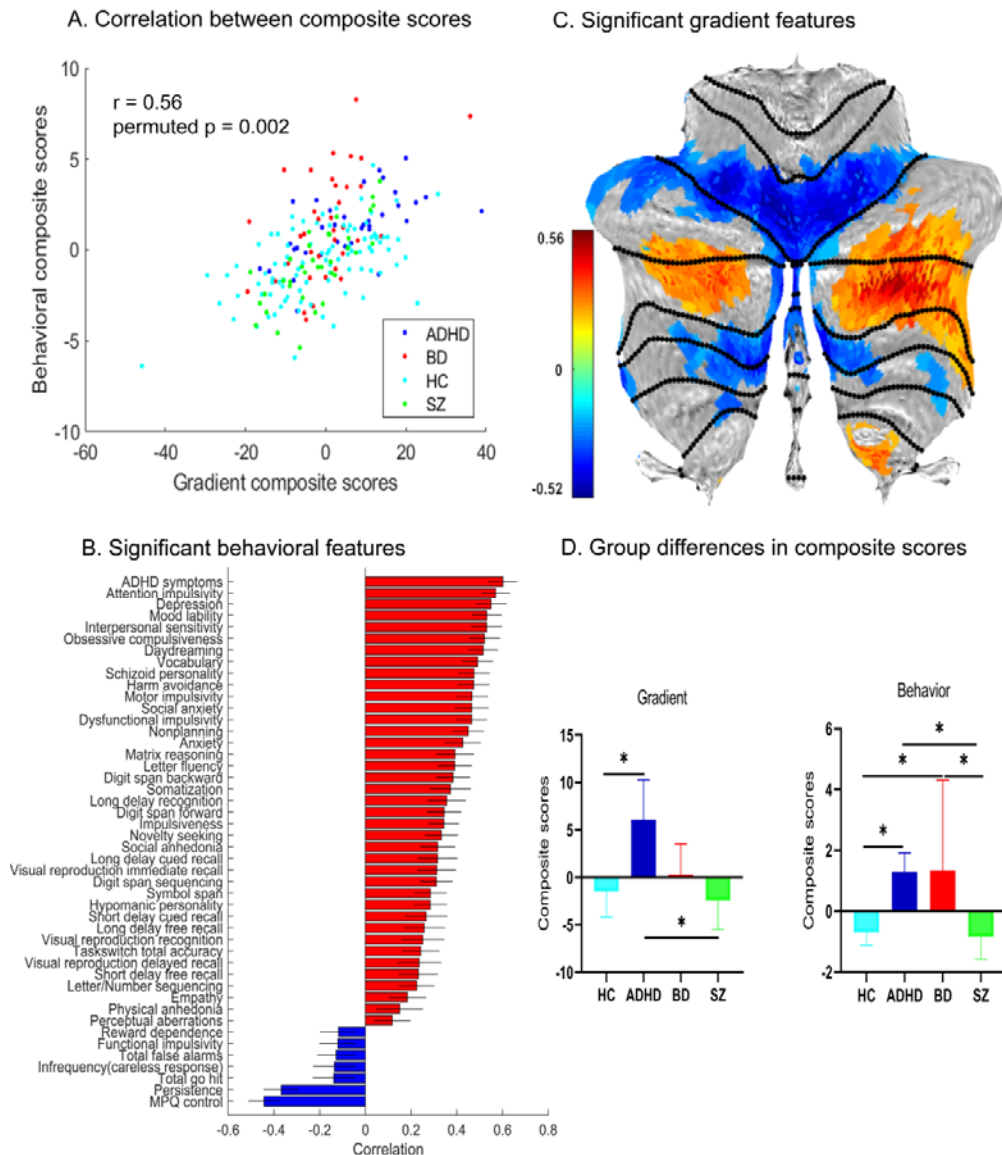 A. Correlation between composite scores
r = 0.56
permuted p = 0.002
Behavioral composite scores
10
5
0
-5
-10
-60
-40
-20
0
20
40
Gradient composite scores
ADHD
BD
HC
SZ
C. Significant gradient features
0.56
0
-0.52
B. Significant behavioral features
ADHD symptoms
Attention impulsivity
Depression
Mood lability
Interpersonal sensitivity
Obsessive compulsiveness
Daydreaming
Vocabulary
Schizoid personality
Harm avoidance
Motor impulsivity
Social anxiety
Dysfunctional impulsivity
Nonplanning
Anxiety
Matrix reasoning
Letter fluency
Digit span backward
Somatization
Long delay recognition
Digit span forward
Impulsiveness
Novelty seeking
Social anhedonia
Long delay cued recall
Visual reproduction immediate recall
Digit span sequencing
Symbol span
Hypomanic personality
Short delay cued recall
Long delay free recall
Visual reproduction recognition
Taskswitch total accuracy
Visual reproduction delayed recall
Short delay free recall
Letter/Number sequencing
Empathy
Physical anhedonia
Perceptual aberrations
Reward dependence
Functional impulsivity
Total false alarms
Infrequency(careless response)
Total go hit
Persistence
MPQ control
-0.6
-0.4
-0.2
0
0.2
0.4
0.6
0.8
Correlation
D. Group differences in composite scores
Gradient
Composite scores
15
10
5
0
-5
-10
*
*
HC
ADHD
BD
SZ
Behavior
Composite scores
6
4
2
0
-2
*
*
*
*
HC
ADHD
BD
SZ